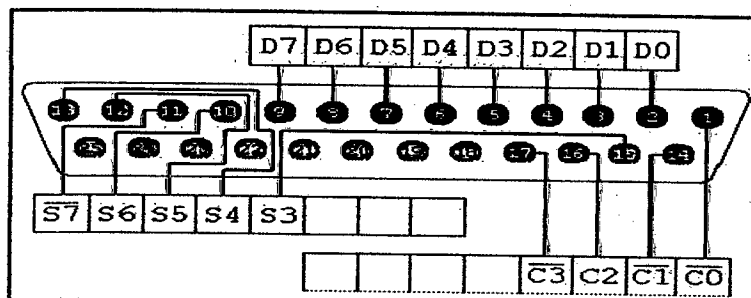 D7 D6 D5 D4 D3 D2 D1 D0
13 12 11 10 9 8 7 6 5 4 3 2 1
25 24 23 22 21 20 19 18 17 16 15 14
S7 S6 S5 S4 S3
C3 C2 C1 C0